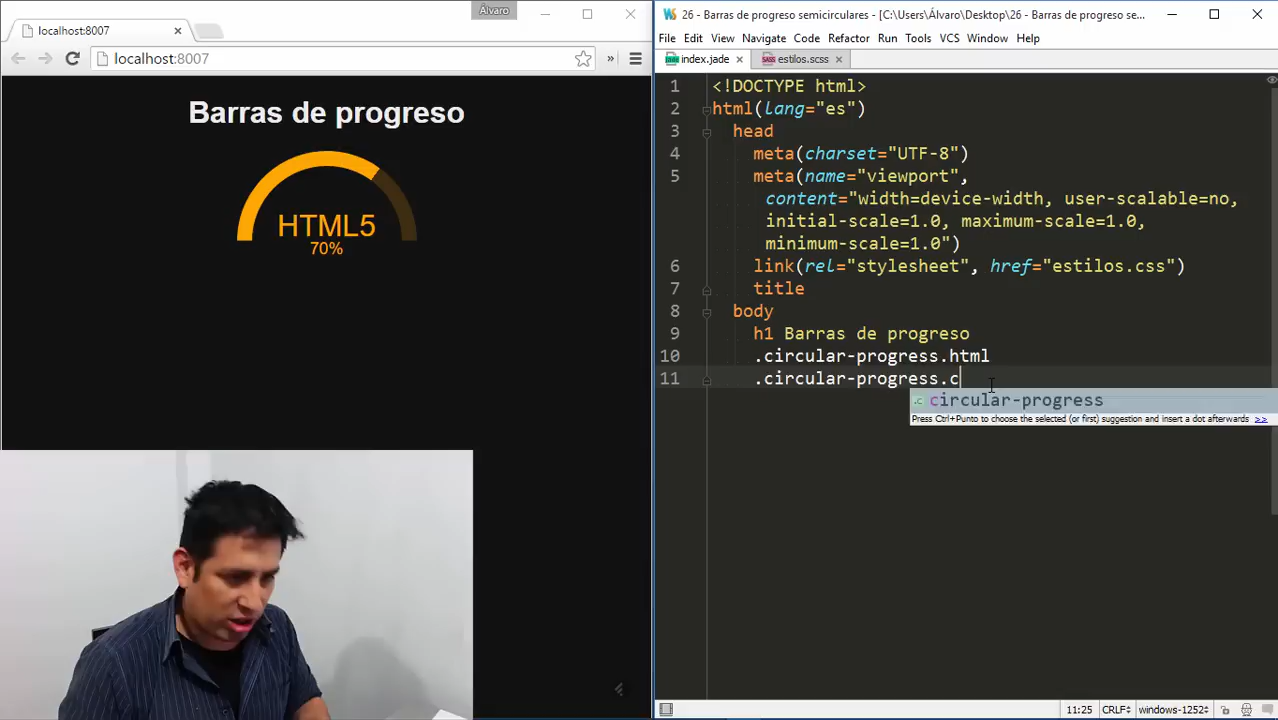 Álvaro
localhost:8007
localhost:8007
Barras de progreso
HTML5
70%
26 - Barras de progreso semicirculares - [C:\Users\Álvaro\Desktop\26 - Barras de progreso se...
File Edit View Navigate Code Refactor Run Tools VCS Window Help
index.jade
estilos.scss
1 <!DOCTYPE html>
2 html(lang="es")
3 head
4 meta(charset="UTF-8")
5 meta(name="viewport",
content="width=device-width, user-scalable=no,
initial-scale=1.0, maximum-scale=1.0,
minimum-scale=1.0")
6 link(rel="stylesheet", href="estilos.css")
7 title
8 body
9 h1 Barras de progreso
10 .circular-progress.html
11 .circular-progress.c
circular-progress
Press Ctrl+Punto to choose the selected (or first) suggestion and insert a dot afterwards >>
11:25 CRLF÷ windows-1252÷